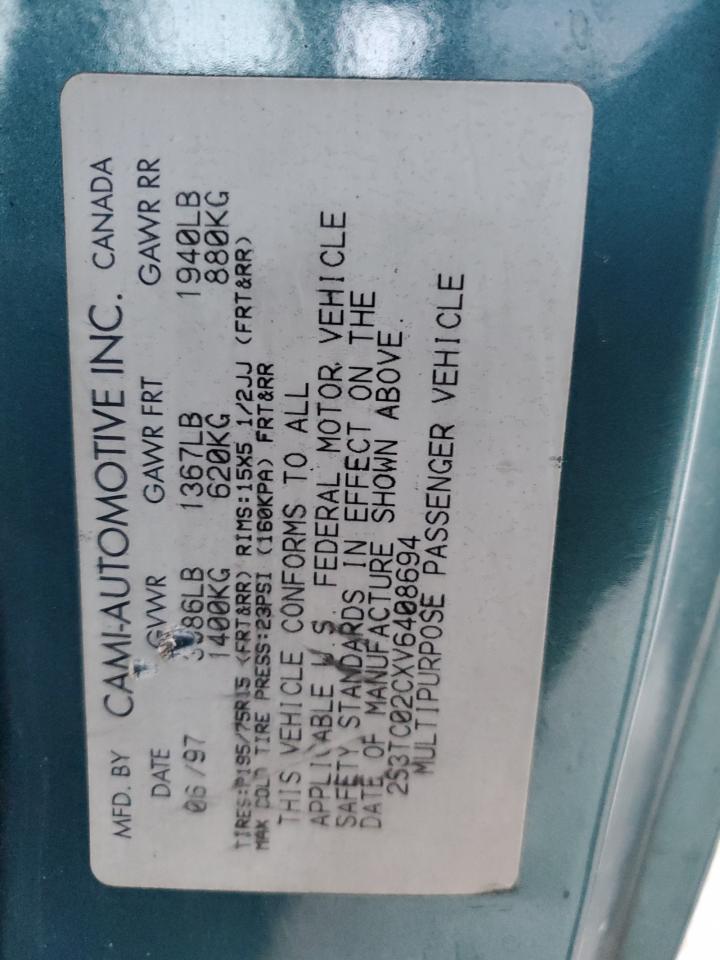 MFD. BY CAMI-AUTOMOTIVE INC. CANADA
DATE GVWR GAWR FRT GAWR RR
06/97 3086LB 1367LB 1940LB
1400KG 620KG 880KG
TIRES:P195/75R15 (FRT&RR) RIMS:15X5 1/2JJ (FRT&RR)
MAX COLD TIRE PRESS:23PSI (160KPA) FRT&RR
THIS VEHICLE CONFORMS TO ALL
APPLICABLE U.S. FEDERAL MOTOR VEHICLE
SAFETY STANDARDS IN EFFECT ON THE
DATE OF MANUFACTURE SHOWN ABOVE.
2S3TC02CXV6408694
MULTIPURPOSE PASSENGER VEHICLE